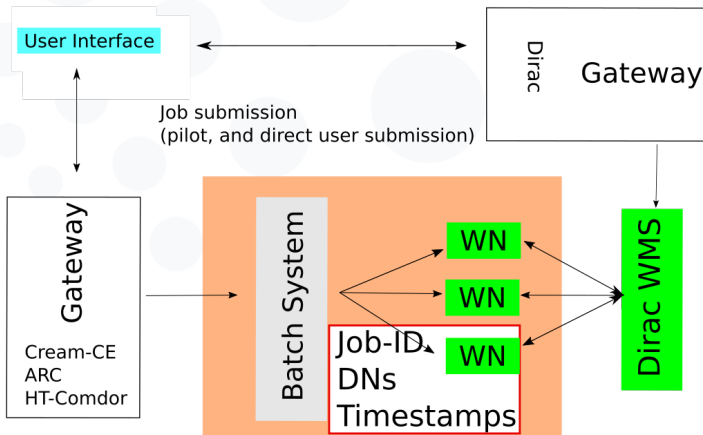 User Interface
Dirac
Gateway
Job submission
(pilot, and direct user submission)
Gateway
Cream-CE
ARC
HT-Comdor
Batch System
WN
WN
WN
Job-ID
DNs
Timestamps
Dirac WMS